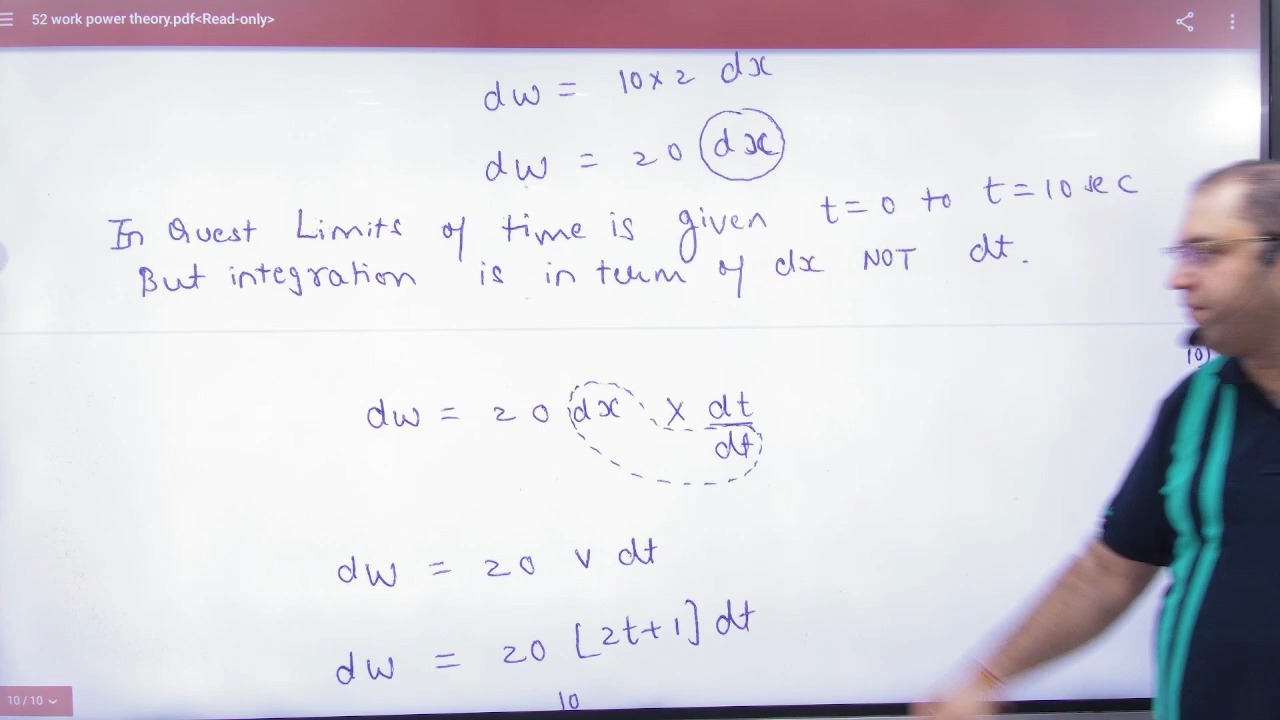 52 work power theory.pdf<Read-only>
dw = 10×2 dx
dw = 20 dx
In Quest Limits of time is given t=0 to t=10 sec
But integration is in term of dx NOT dt.
10)
dw = 20 dx × dt/dt
dw = 20 v dt
dw = 20 [2t+1] dt
10
10 / 10